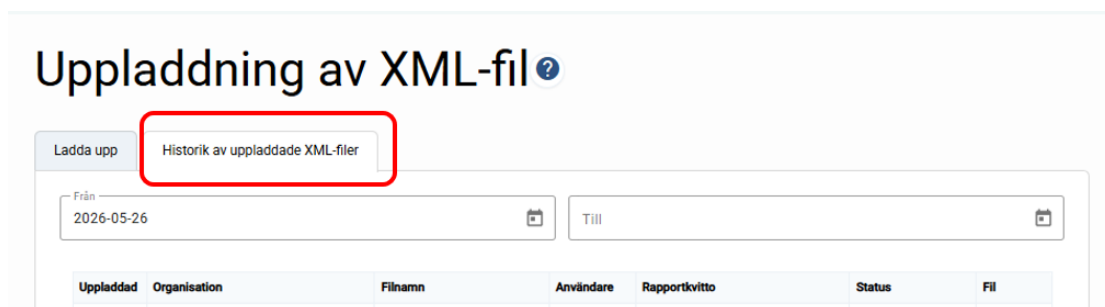 Uppladdning av XML-fil ?
Ladda upp Historik av uppladdade XML-filer
Från
2026-05-26 Till
Uppladdad Organisation Filnamn Användare Rapportkvitto Status Fil